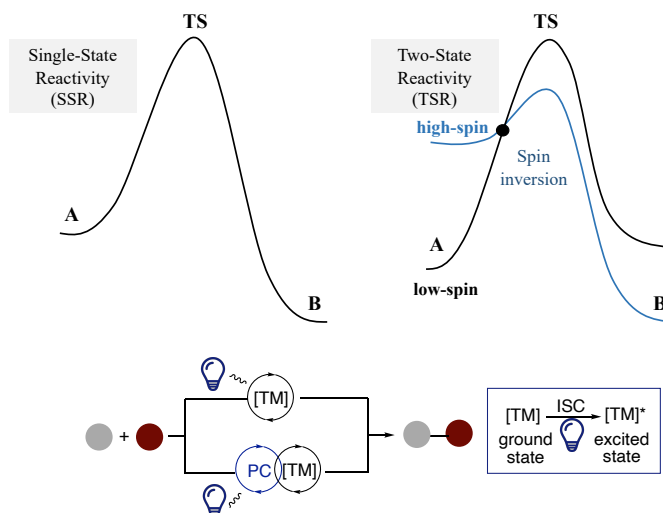 TS
Single-State
Reactivity
(SSR)
A
B
TS
Two-State
Reactivity
(TSR)
high-spin
Spin
inversion
A
low-spin
B
[TM]
+
PC
[TM]
[TM] ISC [TM]*
ground
state
excited
state